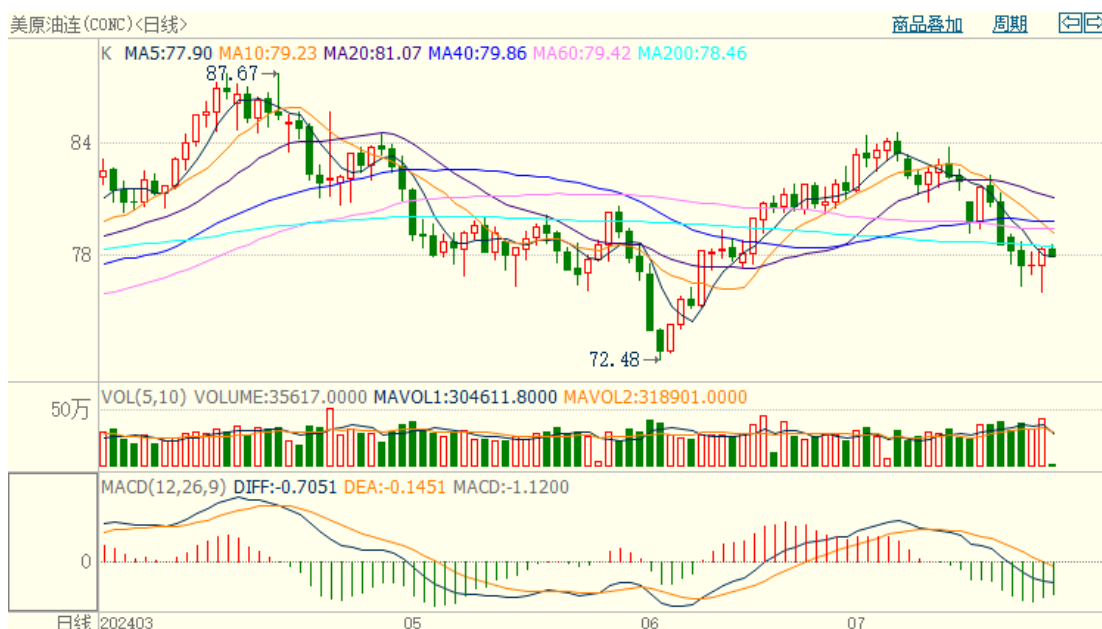 美原油连(CONC)<日线> 商品叠加 周期
K MA5:77.90 MA10:79.23 MA20:81.07 MA40:79.86 MA60:79.42 MA200:78.46
87.67
84
78
72.48
VOL(5,10) VOLUME:35617.0000 MAVOL1:304611.8000 MAVOL2:318901.0000
50万
MACD(12,26,9) DIFF:-0.7051 DEA:-0.1451 MACD:-1.1200
0
日线 202403 05 06 07